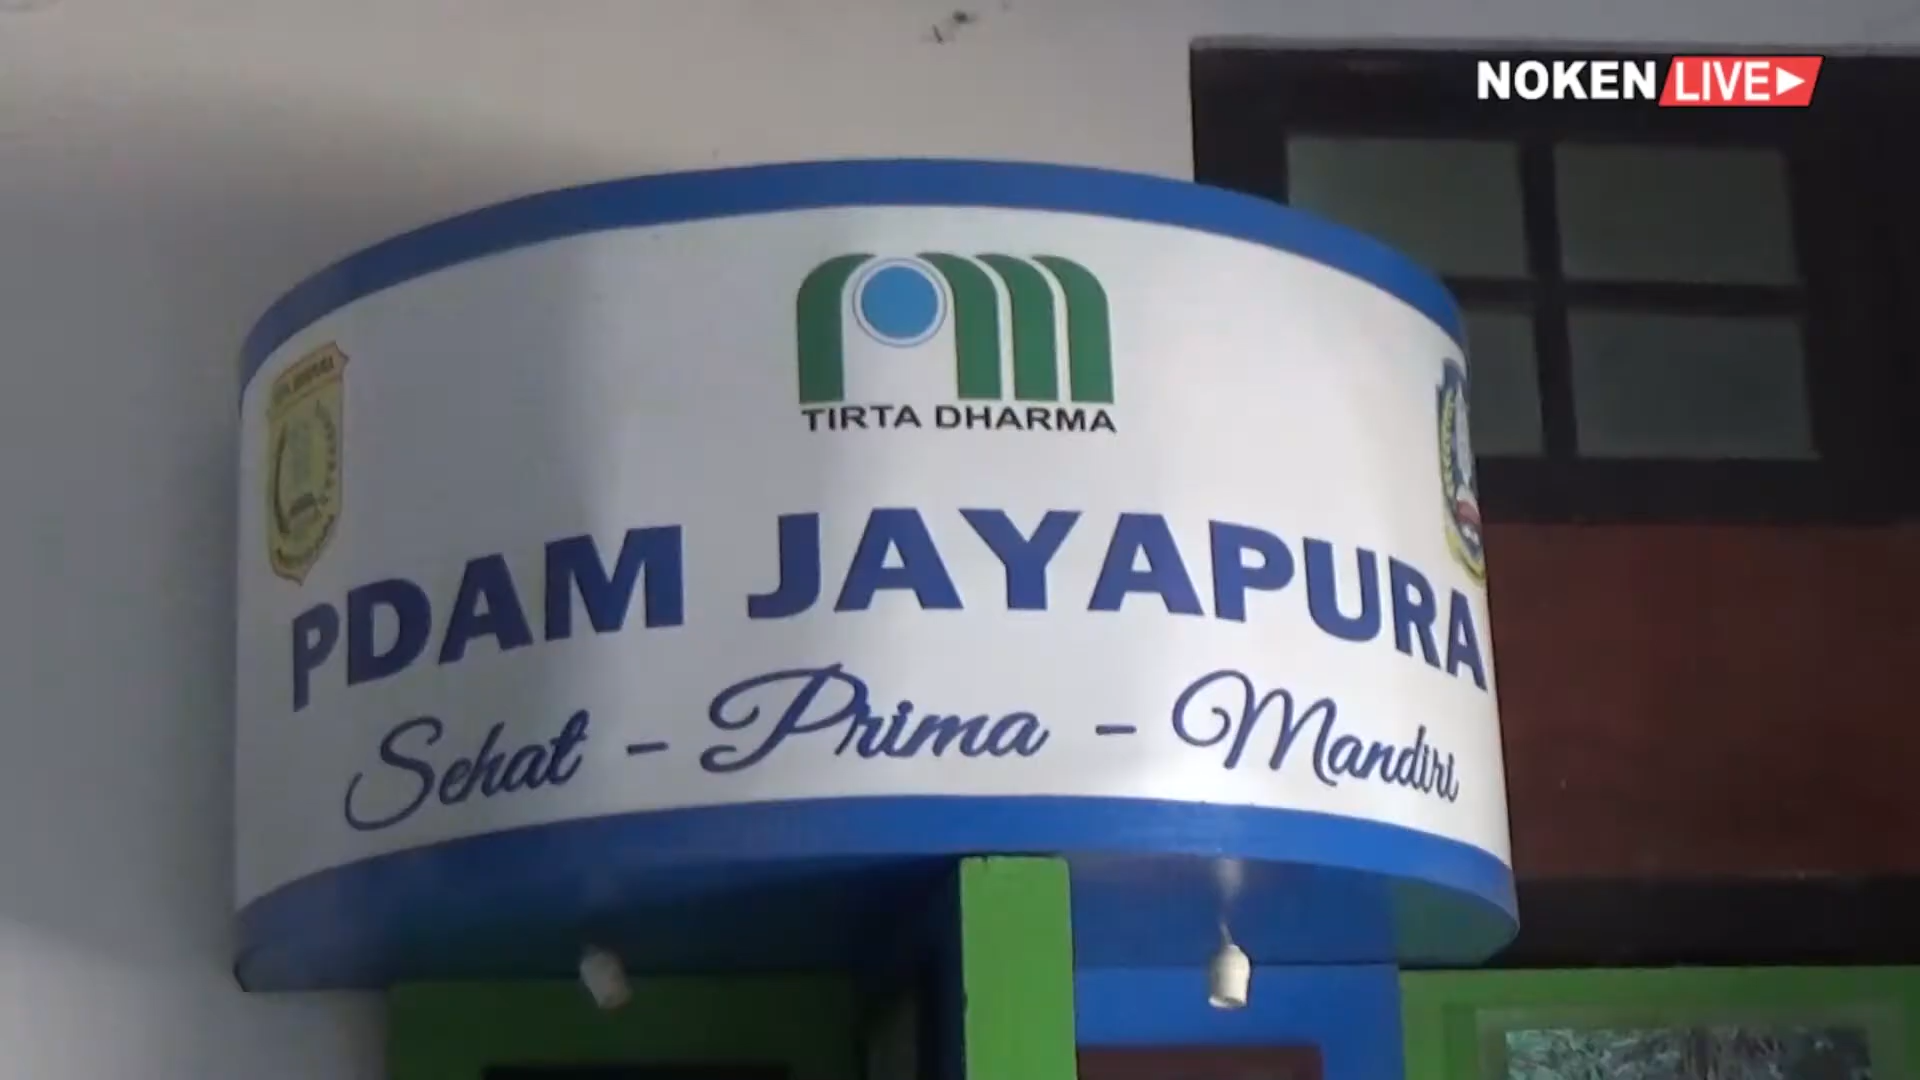 NOKEN LIVE
TIRTA DHARMA
PDAM JAYAPURA
Sehat - Prima - Mandiri